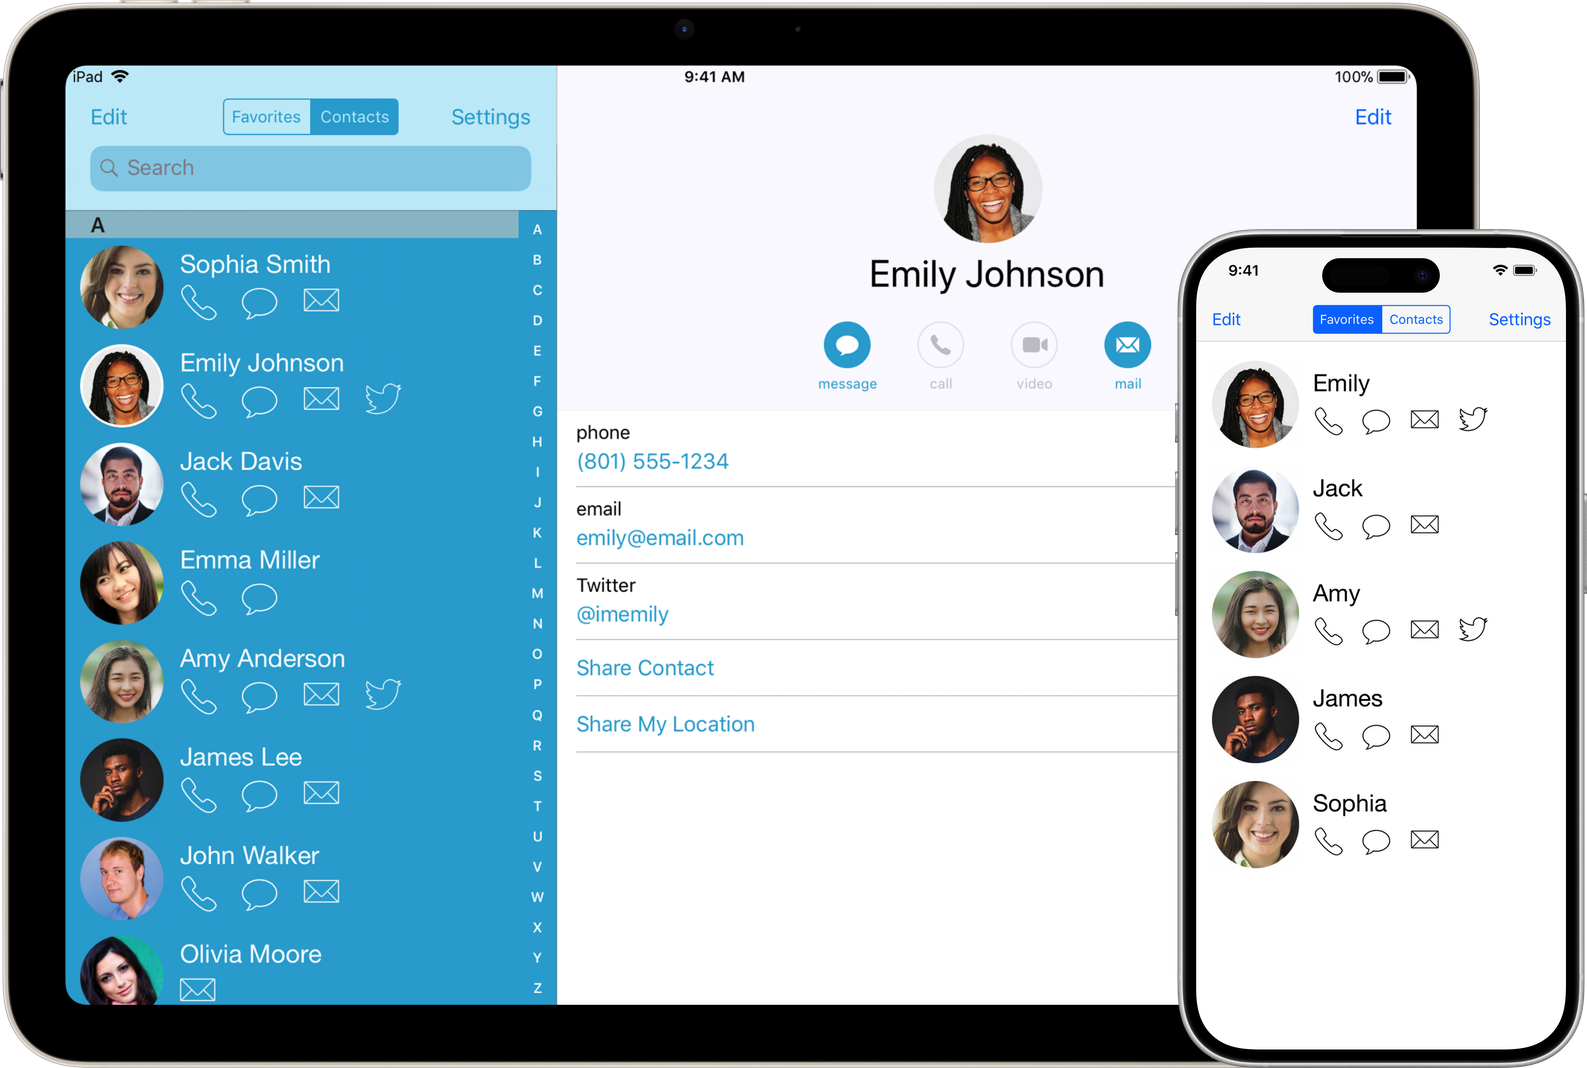 iPad 9:41 AM 100%
Edit Favorites Contacts Settings
Search
A
Sophia Smith
Emily Johnson
Jack Davis
Emma Miller
Amy Anderson
James Lee
John Walker
Olivia Moore
A
B
C
D
E
F
G
H
I
J
K
L
M
N
O
P
Q
R
S
T
U
V
W
X
Y
Z
Edit
Emily Johnson
message call video mail
phone
(801) 555-1234
email
emily@email.com
Twitter
@imemily
Share Contact
Share My Location
9:41
Edit Favorites Contacts Settings
Emily
Jack
Amy
James
Sophia